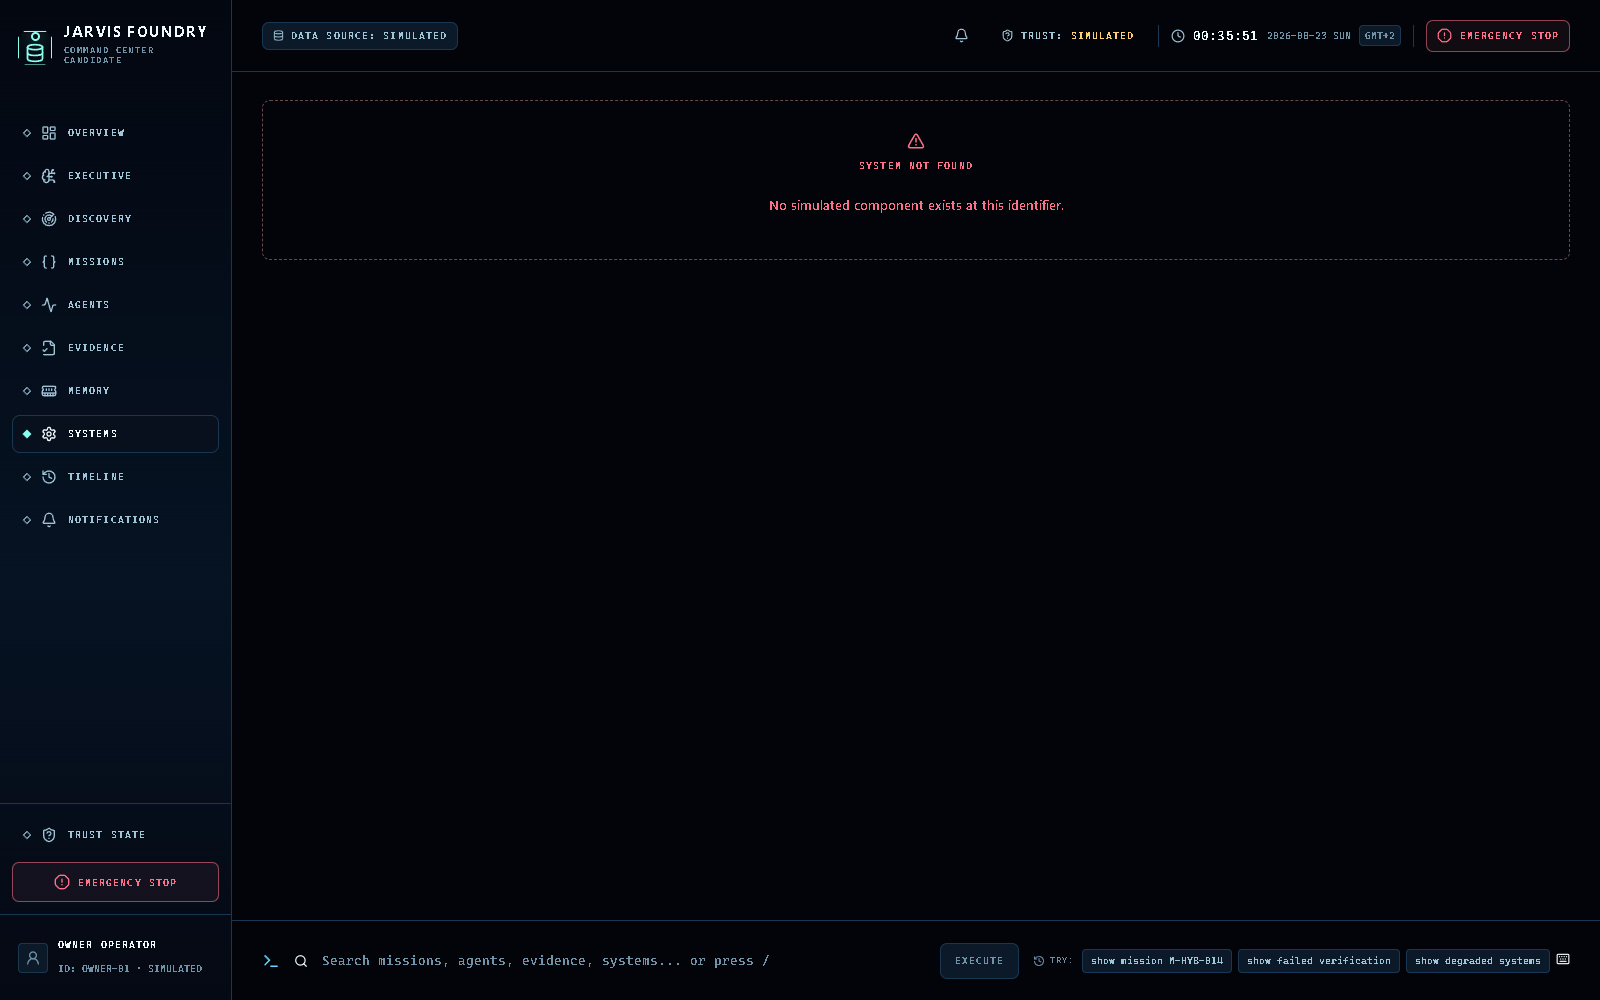 JARVIS FOUNDRY
COMMAND CENTER
CANDIDATE
DATA SOURCE: SIMULATED
TRUST: SIMULATED
00:35:51 2026-08-23 SUN GMT+2
EMERGENCY STOP
OVERVIEW
EXECUTIVE
DISCOVERY
MISSIONS
AGENTS
EVIDENCE
MEMORY
SYSTEMS
TIMELINE
NOTIFICATIONS
SYSTEM NOT FOUND
No simulated component exists at this identifier.
TRUST STATE
EMERGENCY STOP
OWNER OPERATOR
ID: OWNER-01 • SIMULATED
Search missions, agents, evidence, systems... or press /
EXECUTE
TRY:
show mission M-HYB-014
show failed verification
show degraded systems